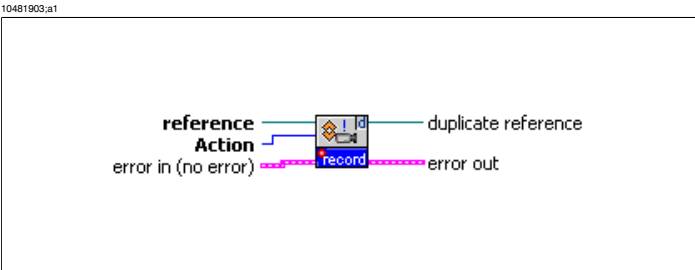 10481903;a1
reference
duplicate reference
! d
Action
record
error in (no error)
error out